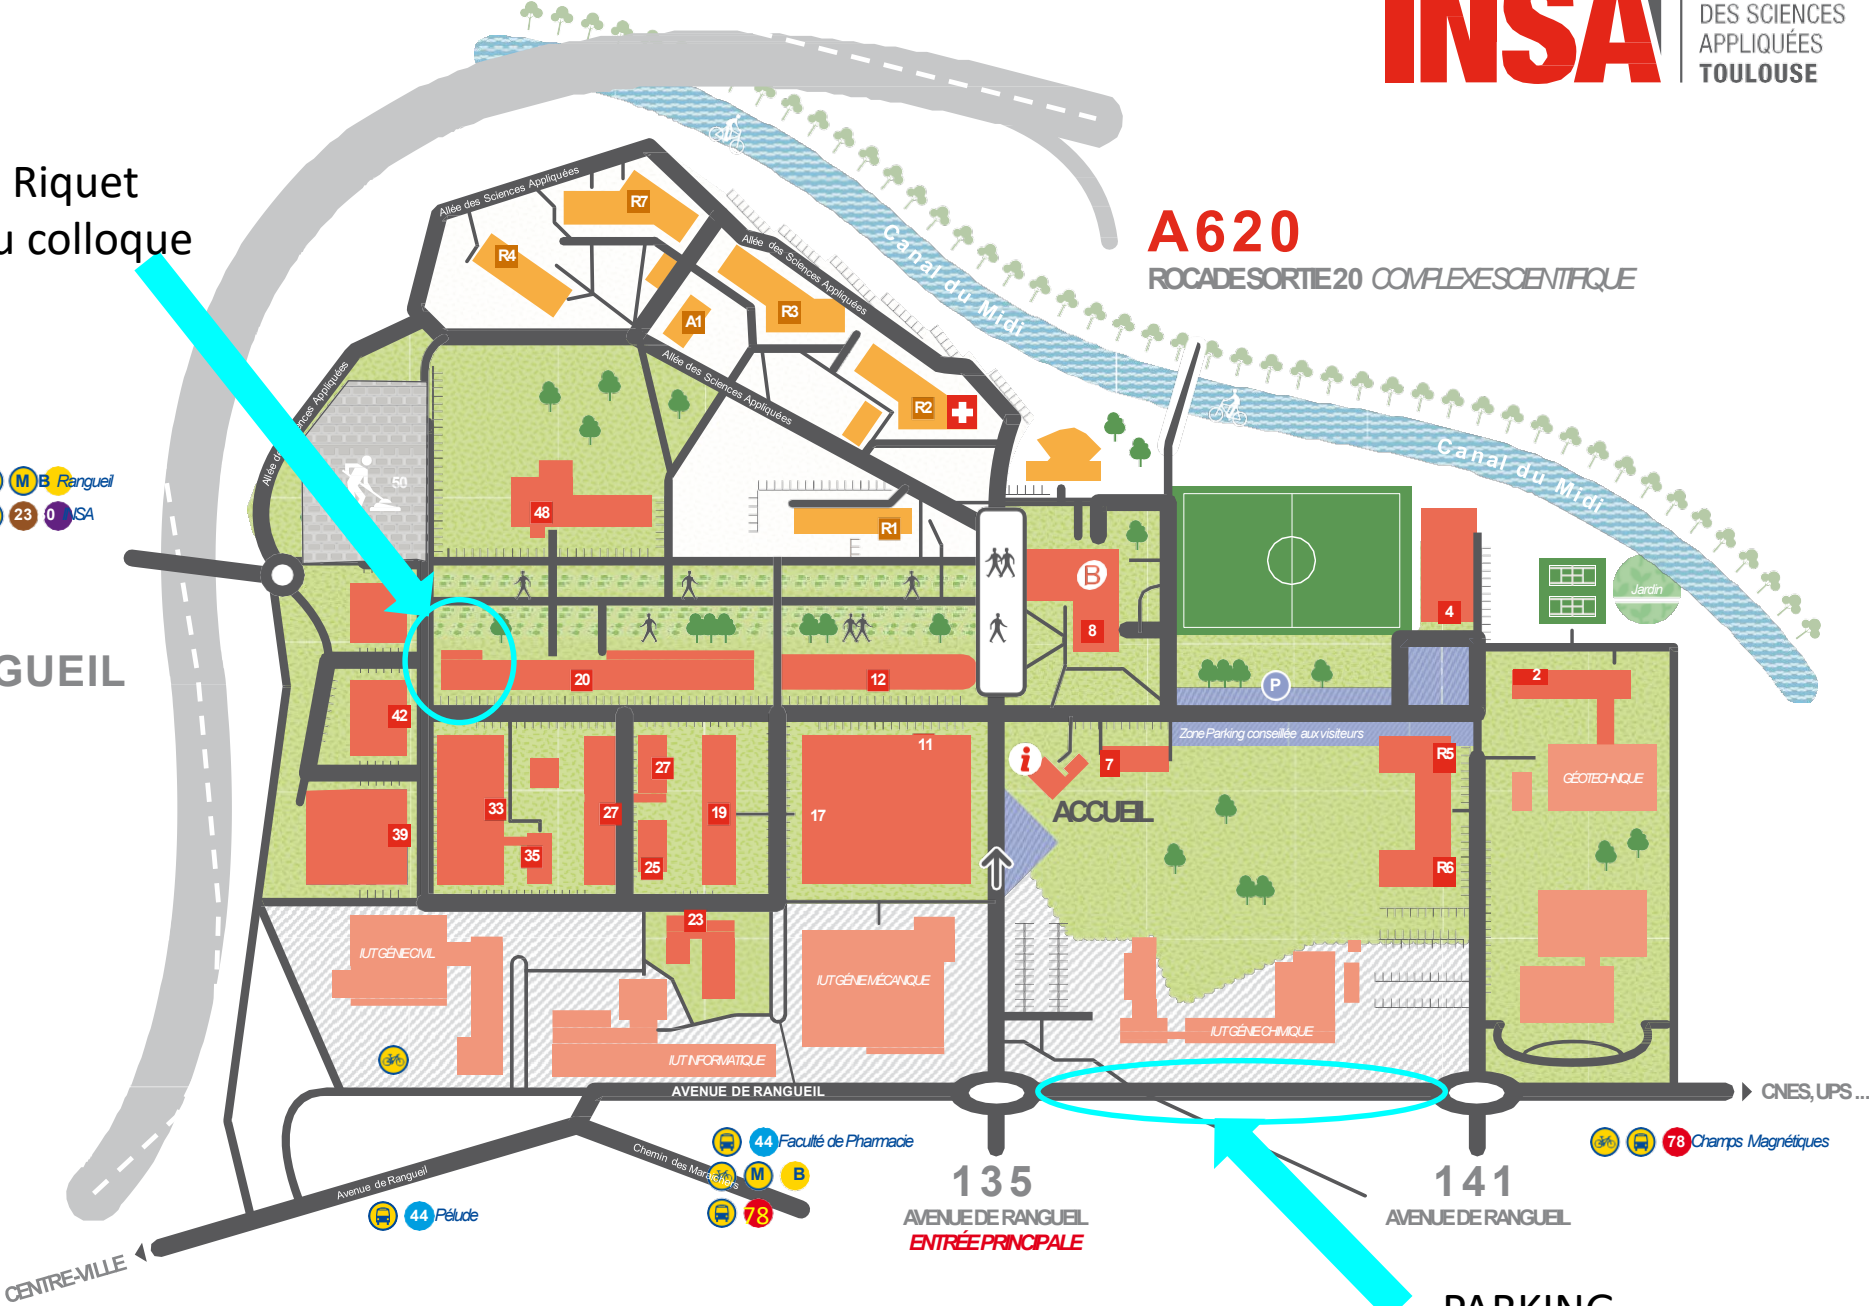 INSA
DES SCIENCES
APPLIQUÉES
TOULOUSE
Riquet
u colloque
A620
ROCADE SORTIE 20 COMPLEXE SCIENTIFIQUE
Canal du Midi
Canal du Midi
Allée des Sciences Appliquées
Allée des Sciences Appliquées
Allée des Sciences Appliquées
R7
R4
A1
R3
R2
R1
M B Rangueil
23 0 NSA
50
48
GUEIL
B
8
4
Jardin
2
P
Zone Parking conseillée aux visiteurs
20
12
42
11
27
33
27
19
17
7
R5
GÉOTECHNIQUE
ACCUEIL
i
39
35
25
R6
23
IUT GÉNIE CIVIL
IUT GÉNIE MÉCANIQUE
IUT GÉNIE CHIMIQUE
IUT INFORMATIQUE
AVENUE DE RANGUEIL
CNES, UPS ...
44 Faculté de Pharmacie
M B
78
78 Champs Magnétiques
Chemin des Mara
Avenue de Rangueil
44 Pélude
135
AVENUE DE RANGUEIL
ENTRÉE PRINCIPALE
141
AVENUE DE RANGUEIL
CENTRE-VILLE
PARKING